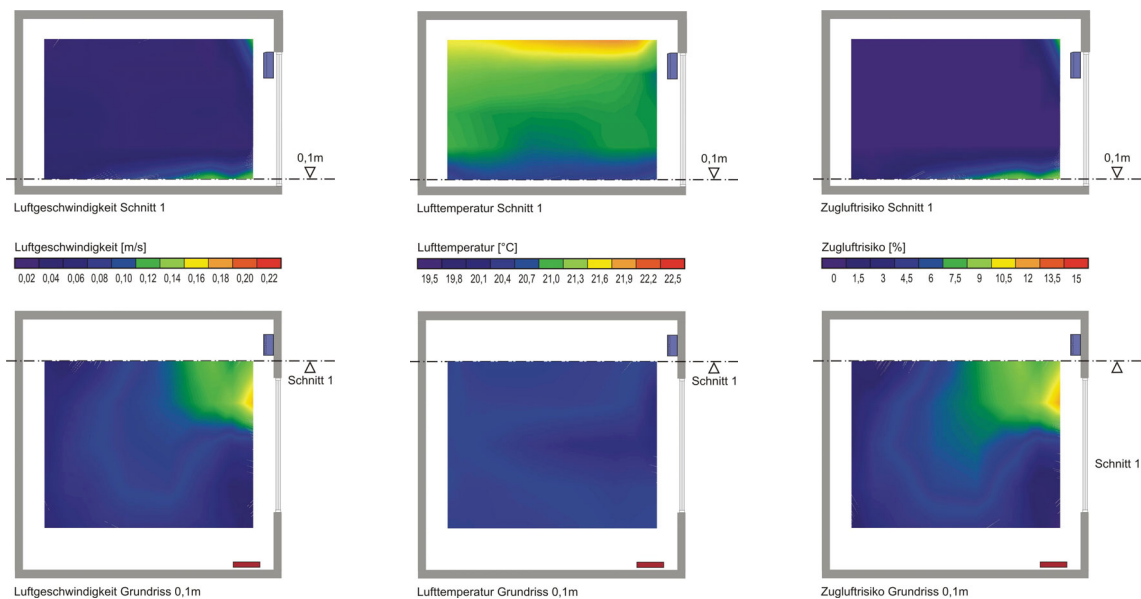 0,1m
0,1m
0,1m
Luftgeschwindigkeit Schnitt 1
Lufttemperatur Schnitt 1
Zugluftrisiko Schnitt 1
Luftgeschwindigkeit [m/s]
0,02 0,04 0,06 0,08 0,10 0,12 0,14 0,16 0,18 0,20 0,22
Lufttemperatur [°C]
19,5 19,8 20,1 20,4 20,7 21,0 21,3 21,6 21,9 22,2 22,5
Zugluftrisiko [%]
0 1,5 3 4,5 6 7,5 9 10,5 12 13,5 15
Schnitt 1
Schnitt 1
Schnitt 1
Luftgeschwindigkeit Grundriss 0,1m
Lufttemperatur Grundriss 0,1m
Zugluftrisiko Grundriss 0,1m